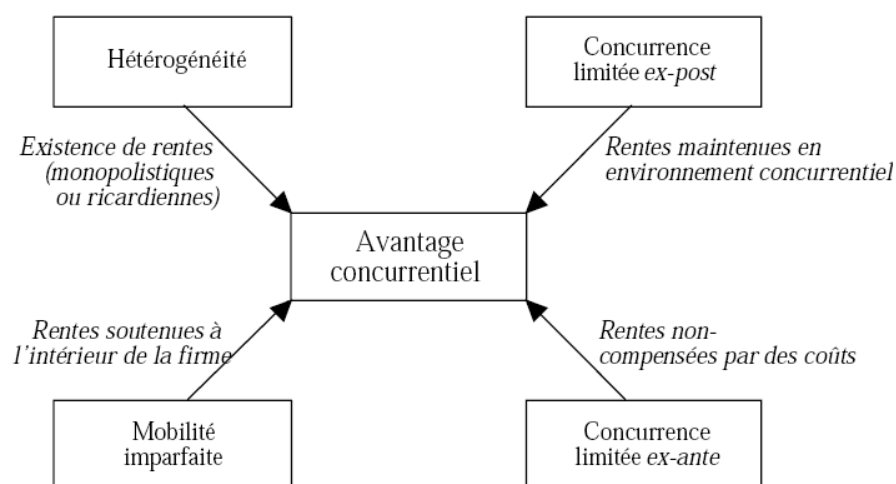 Hétérogénéité
Concurrence
limitée ex-post
Existence de rentes
(monopolistiques
ou ricardiennes)
Rentes maintenues en
environnement concurrentiel
Avantage
concurrentiel
Rentes soutenues à
l'intérieur de la firme
Rentes non-
compensées par des coûts
Mobilité
imparfaite
Concurrence
limitée ex-ante